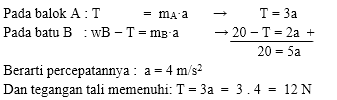 Pada balok A : T = mA.a → T = 3a
Pada batu B : wB – T = mB.a → 20 – T = 2a +
20 = 5a
Berarti percepatannya : a = 4 m/s²
Dan tegangan tali memenuhi: T = 3a = 3 . 4 = 12 N